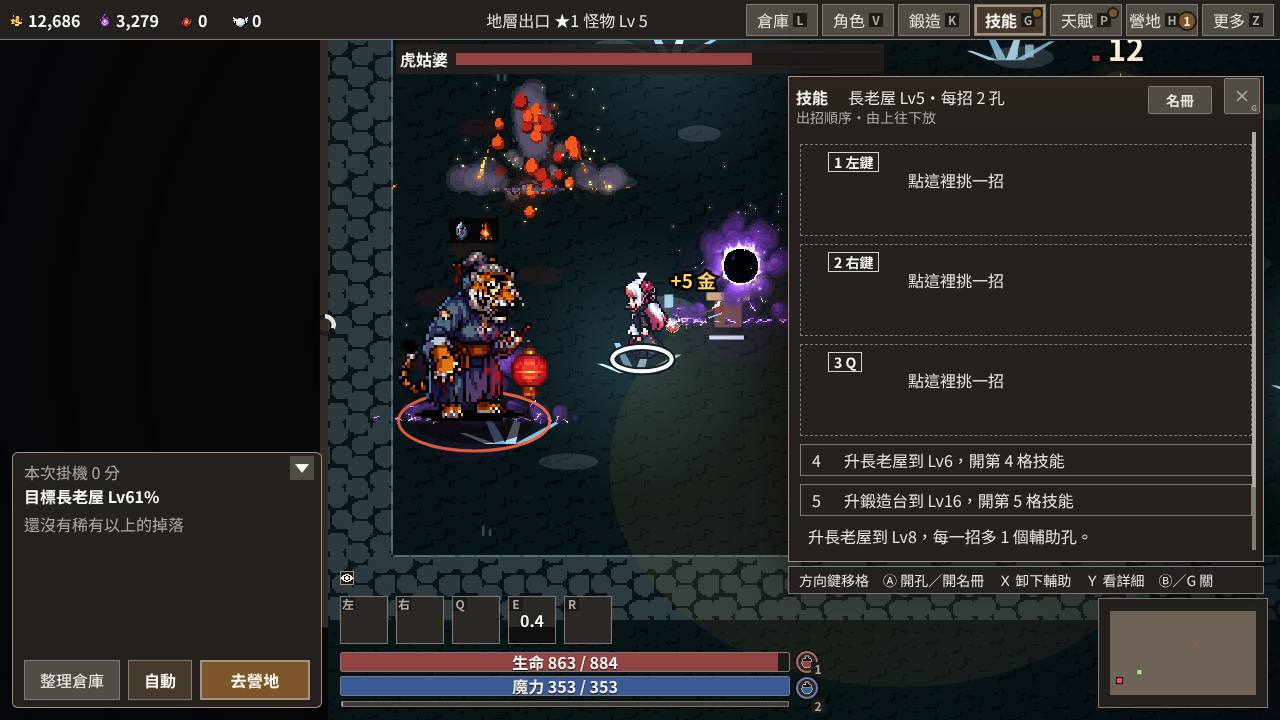 12,686
3,279
0
0
地層出口 ★1 怪物 Lv 5
倉庫 L
角色 V
鍛造 K
技能 G
天賦 P
營地 H 1
更多 Z
虎姑婆
12
技能 長老屋 Lv5・每招 2 孔
名冊
G
出招順序・由上往下放
1 左鍵
點這裡挑一招
2 右鍵
點這裡挑一招
3 Q
點這裡挑一招
4 升長老屋到 Lv6，開第 4 格技能
5 升鍛造台到 Lv16，開第 5 格技能
升長老屋到 Lv8，每一招多 1 個輔助孔。
方向鍵移格 Ⓐ 開孔／開名冊 X 卸下輔助 Y 看詳細 Ⓑ／G 關
+5 金
本次掛機 0 分
目標長老屋 Lv61%
還沒有稀有以上的掉落
整理倉庫
自動
去營地
左
右
Q
E
0.4
R
生命 863 / 884
1
魔力 353 / 353
2